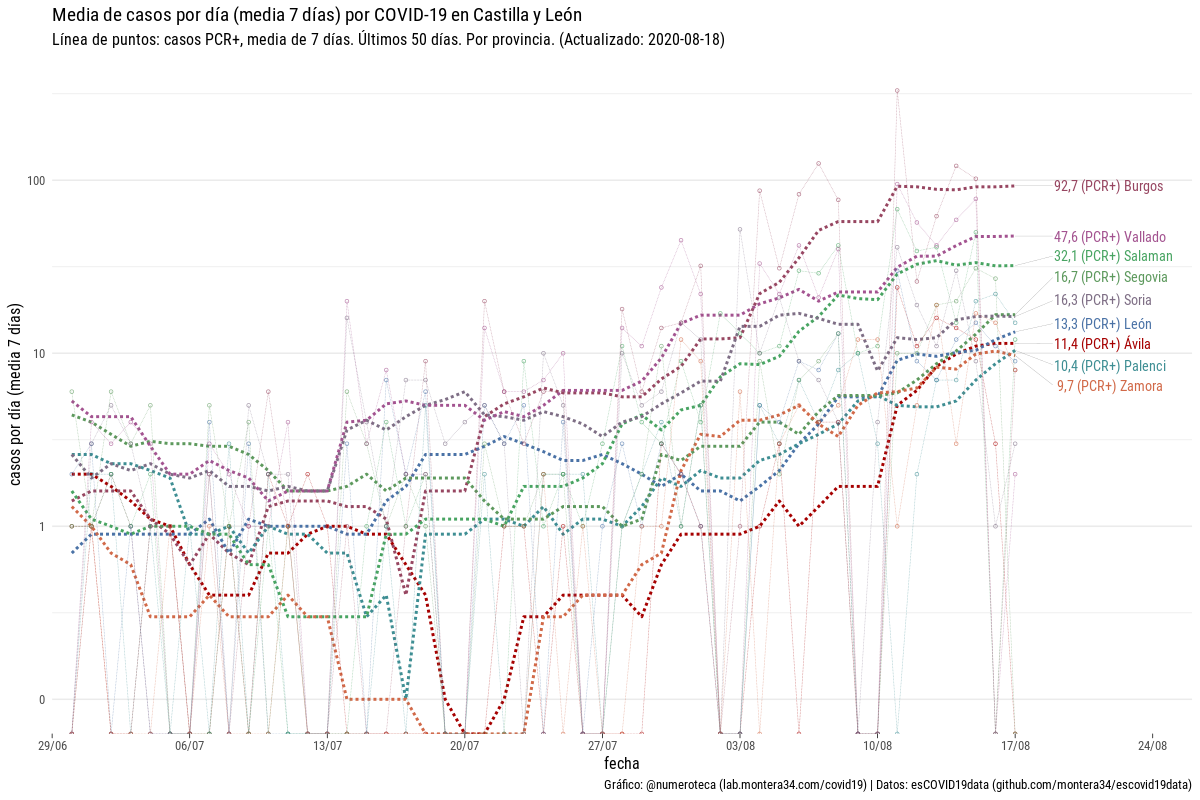 Media de casos por día (media 7 días) por COVID-19 en Castilla y León
Línea de puntos: casos PCR+, media de 7 días. Últimos 50 días. Por provincia. (Actualizado: 2020-08-18)
casos por día (media 7 días)
100
10
1
0
92,7 (PCR+) Burgos
47,6 (PCR+) Vallado
32,1 (PCR+) Salaman
16,7 (PCR+) Segovia
16,3 (PCR+) Soria
13,3 (PCR+) León
11,4 (PCR+) Ávila
10,4 (PCR+) Palenci
9,7 (PCR+) Zamora
29/06 06/07 13/07 20/07 27/07 03/08 10/08 17/08 24/08
fecha
Gráfico: @numeroteca (lab.montera34.com/covid19) | Datos: esCOVID19data (github.com/montera34/escovid19data)